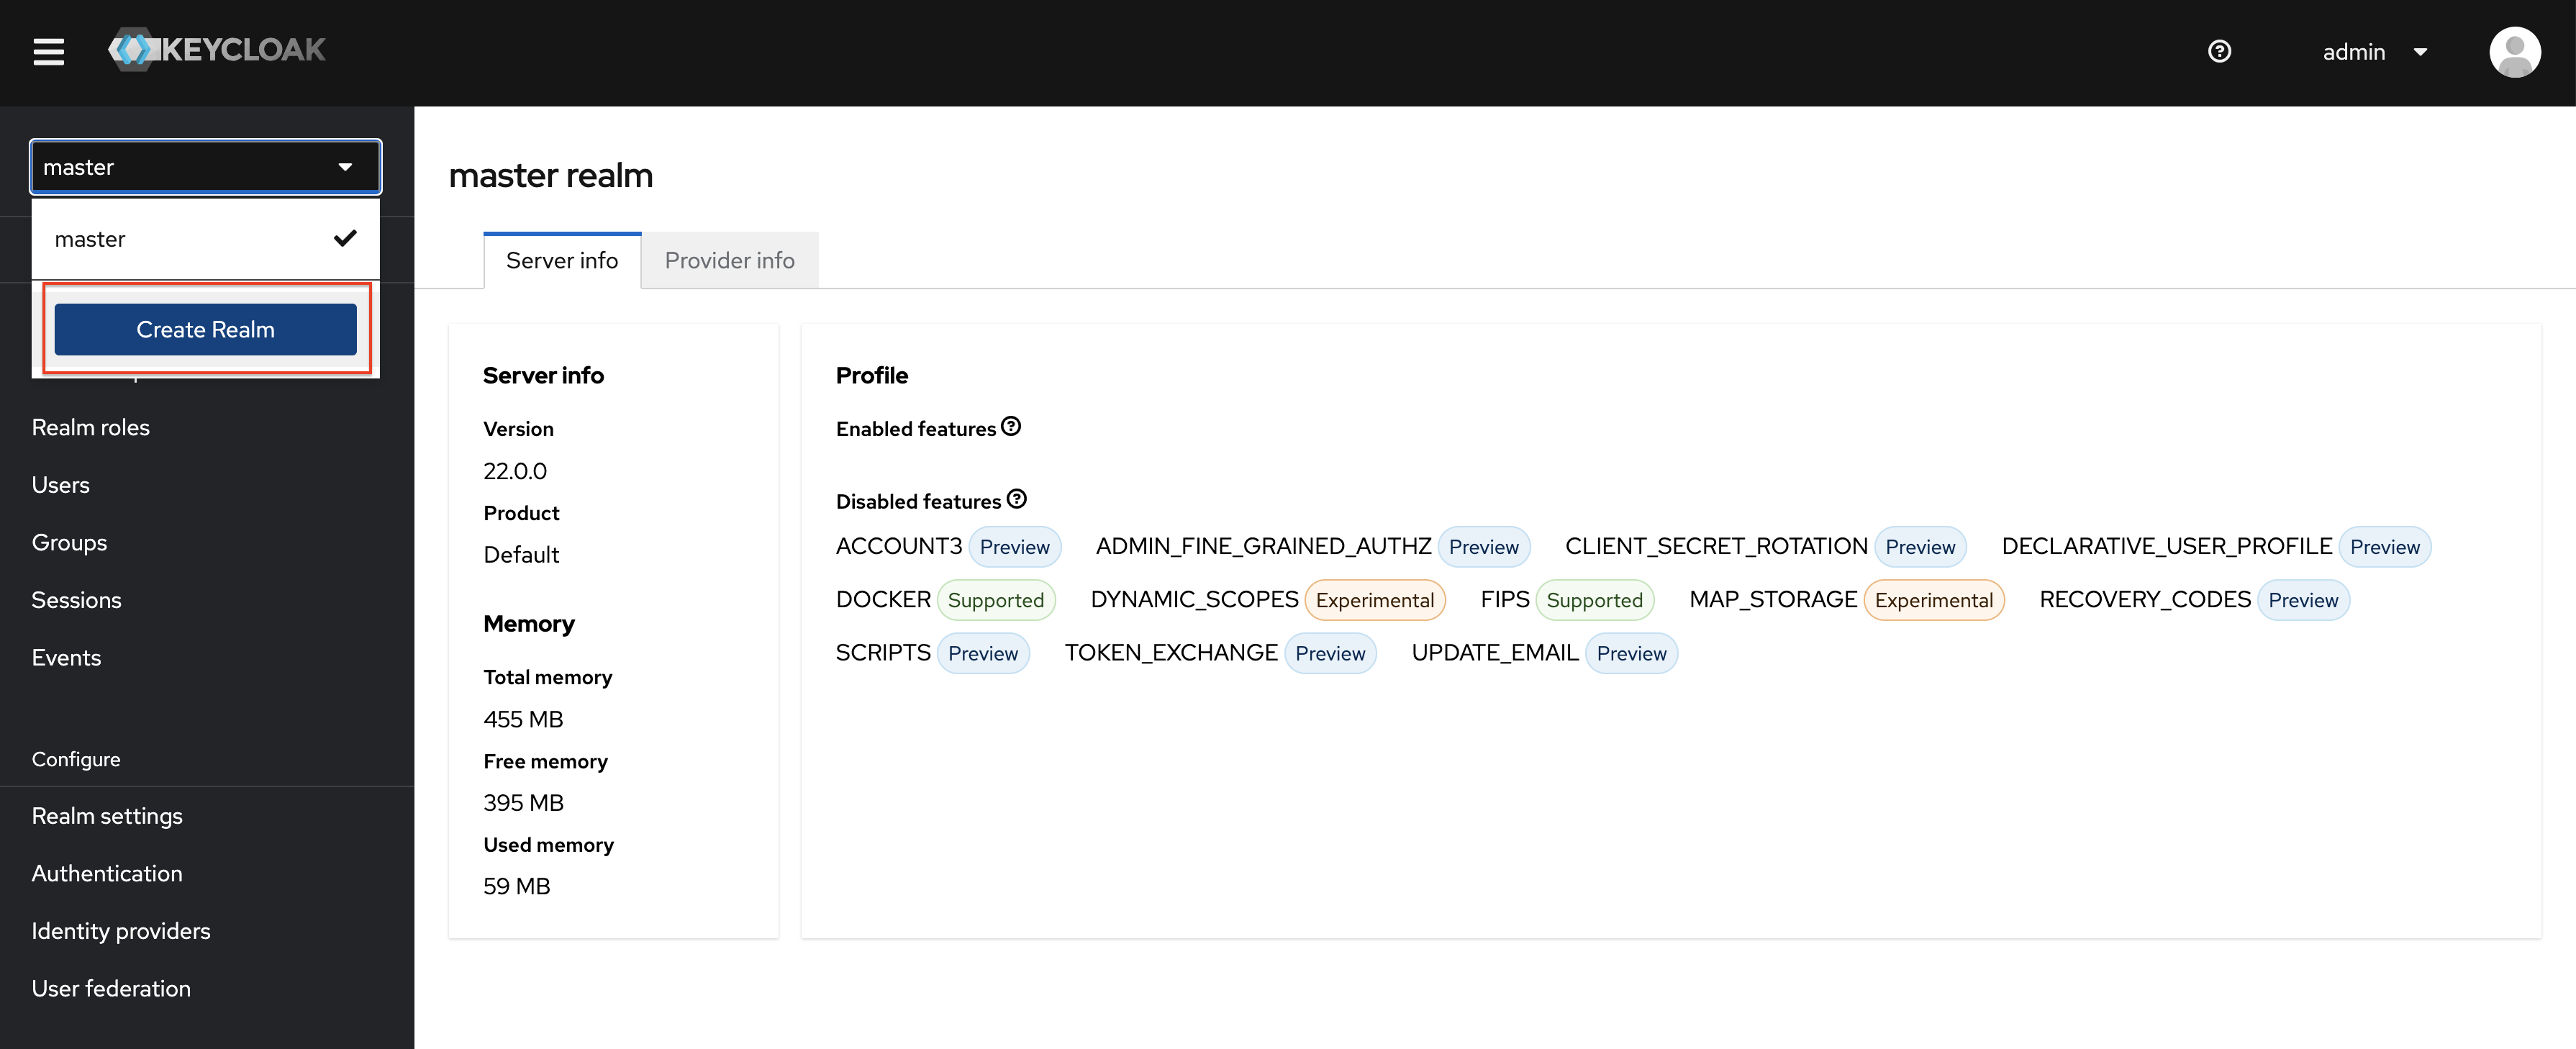 KEYCLOAK
admin
master
master
Create Realm
Realm roles
Users
Groups
Sessions
Events
Configure
Realm settings
Authentication
Identity providers
User federation
master realm
Server info Provider info
Server info
Version
22.0.0
Product
Default
Memory
Total memory
455 MB
Free memory
395 MB
Used memory
59 MB
Profile
Enabled features
Disabled features
ACCOUNT3 Preview ADMIN_FINE_GRAINED_AUTHZ Preview CLIENT_SECRET_ROTATION Preview DECLARATIVE_USER_PROFILE Preview
DOCKER Supported DYNAMIC_SCOPES Experimental FIPS Supported MAP_STORAGE Experimental RECOVERY_CODES Preview
SCRIPTS Preview TOKEN_EXCHANGE Preview UPDATE_EMAIL Preview